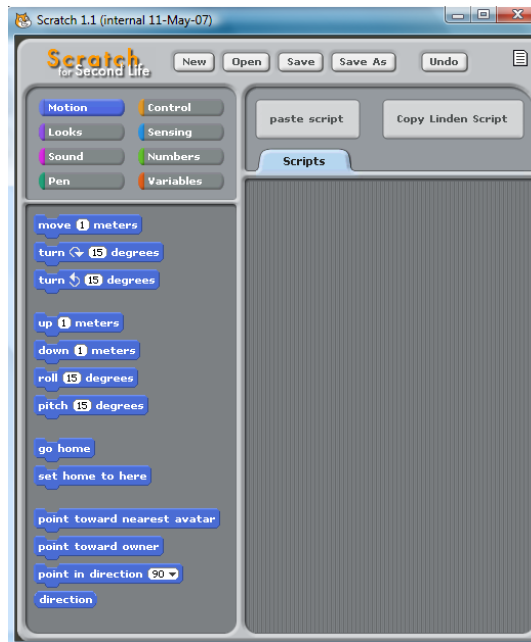 Scratch 1.1 (internal 11-May-07)
Scratch
for Second Life
New Open Save Save As Undo
Motion Control
Looks Sensing
Sound Numbers
Pen Variables
paste script Copy Linden Script
Scripts
move 1 meters
turn 15 degrees
turn 15 degrees
up 1 meters
down 1 meters
roll 15 degrees
pitch 15 degrees
go home
set home to here
point toward nearest avatar
point toward owner
point in direction 90
direction